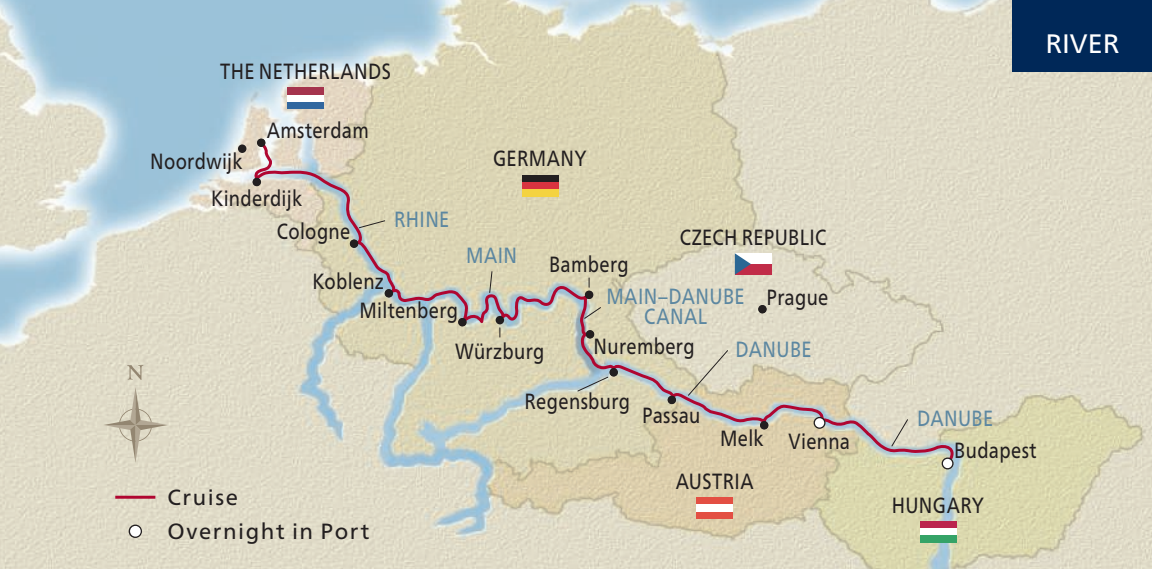 RIVER
THE NETHERLANDS
Amsterdam
Noordwijk
Kinderdijk
GERMANY
RHINE
Cologne
CZECH REPUBLIC
MAIN
Bamberg
Koblenz
MAIN–DANUBE
CANAL
Prague
Miltenberg
Würzburg
Nuremberg
DANUBE
N
Regensburg
Passau
Melk
Vienna
DANUBE
Budapest
AUSTRIA
HUNGARY
Cruise
Overnight in Port